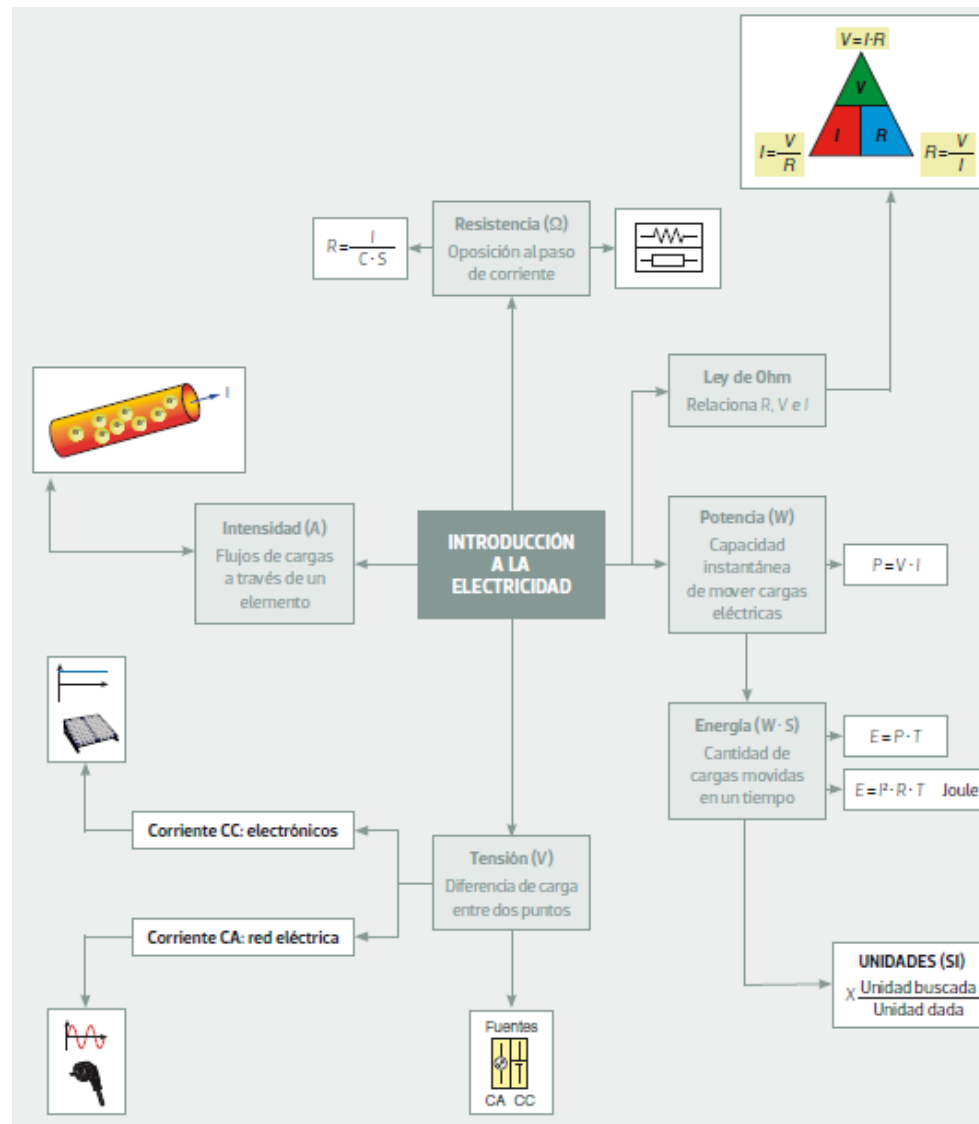 V=I·R
V
I
R
I=V/R
R=V/I
R=l/C·S
Resistencia (Ω)
Oposición al paso
de corriente
Ley de Ohm
Relaciona R, V e I
I
Intensidad (A)
Flujos de cargas
a través de un
elemento
INTRODUCCIÓN
A LA
ELECTRICIDAD
Potencia (W)
Capacidad
instantánea
de mover cargas
eléctricas
P=V·I
Energía (W·S)
Cantidad de
cargas movidas
en un tiempo
E=P·T
E=I²·R·T Joule
Corriente CC: electrónicos
Tensión (V)
Diferencia de carga
entre dos puntos
Corriente CA: red eléctrica
UNIDADES (SI)
X Unidad buscada
Unidad dada
Fuentes
CA CC